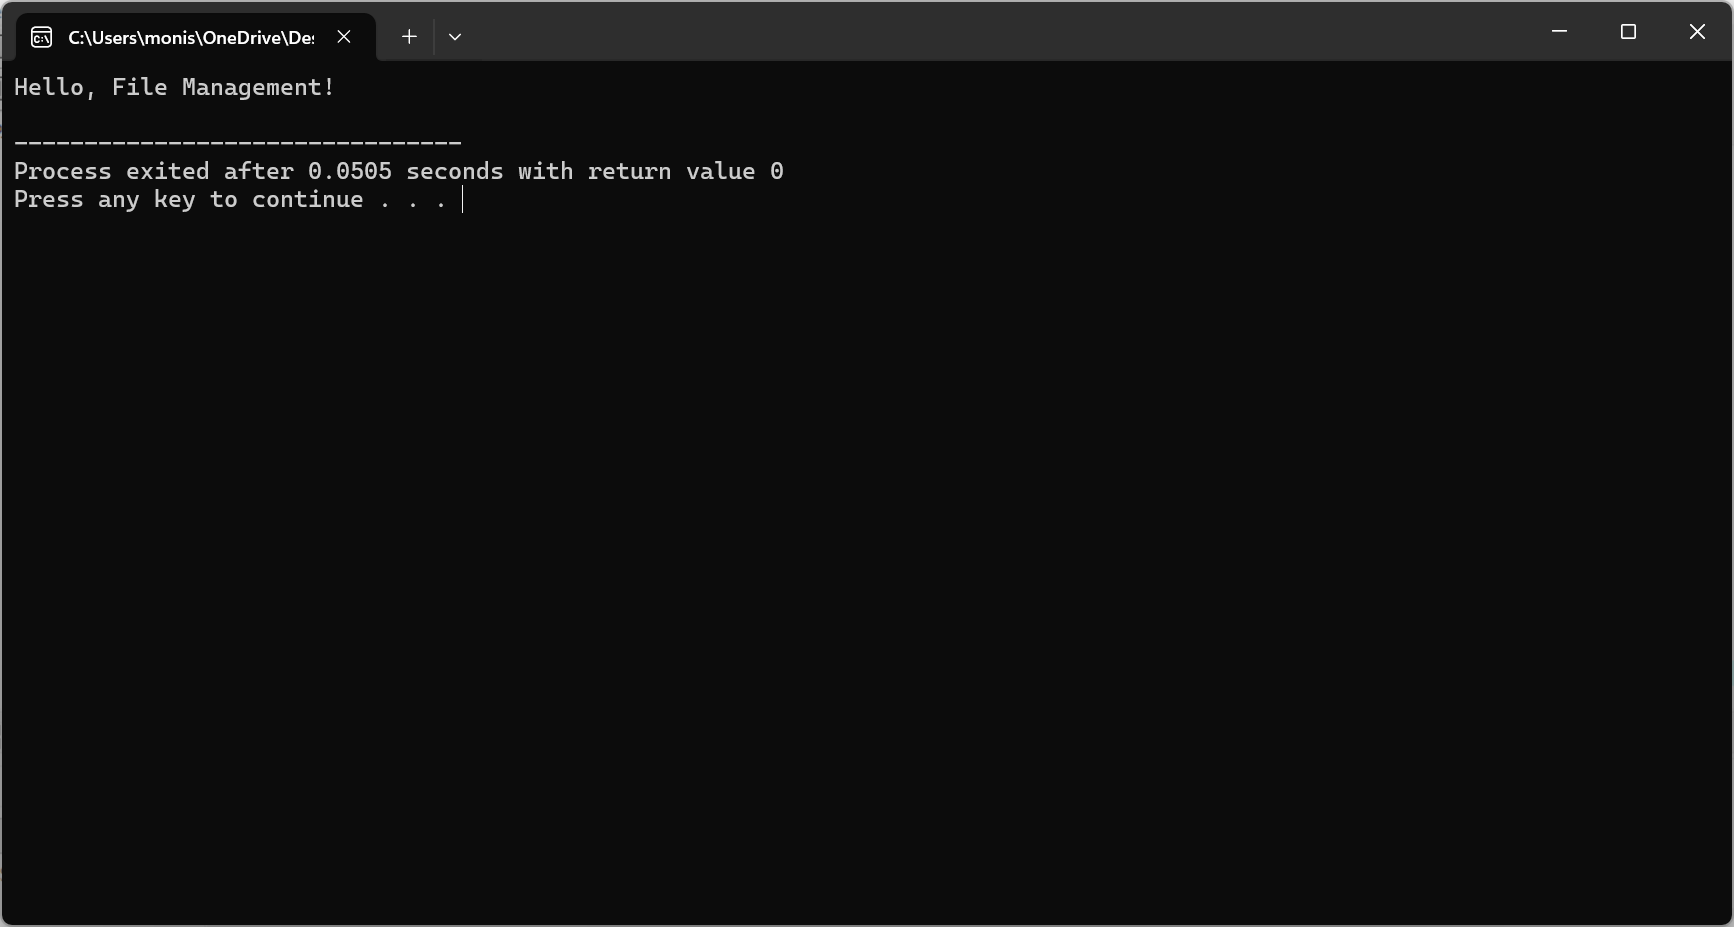 C:\Users\monis\OneDrive\Des
Hello, File Management!
--------------------------------
Process exited after 0.0505 seconds with return value 0
Press any key to continue . . .